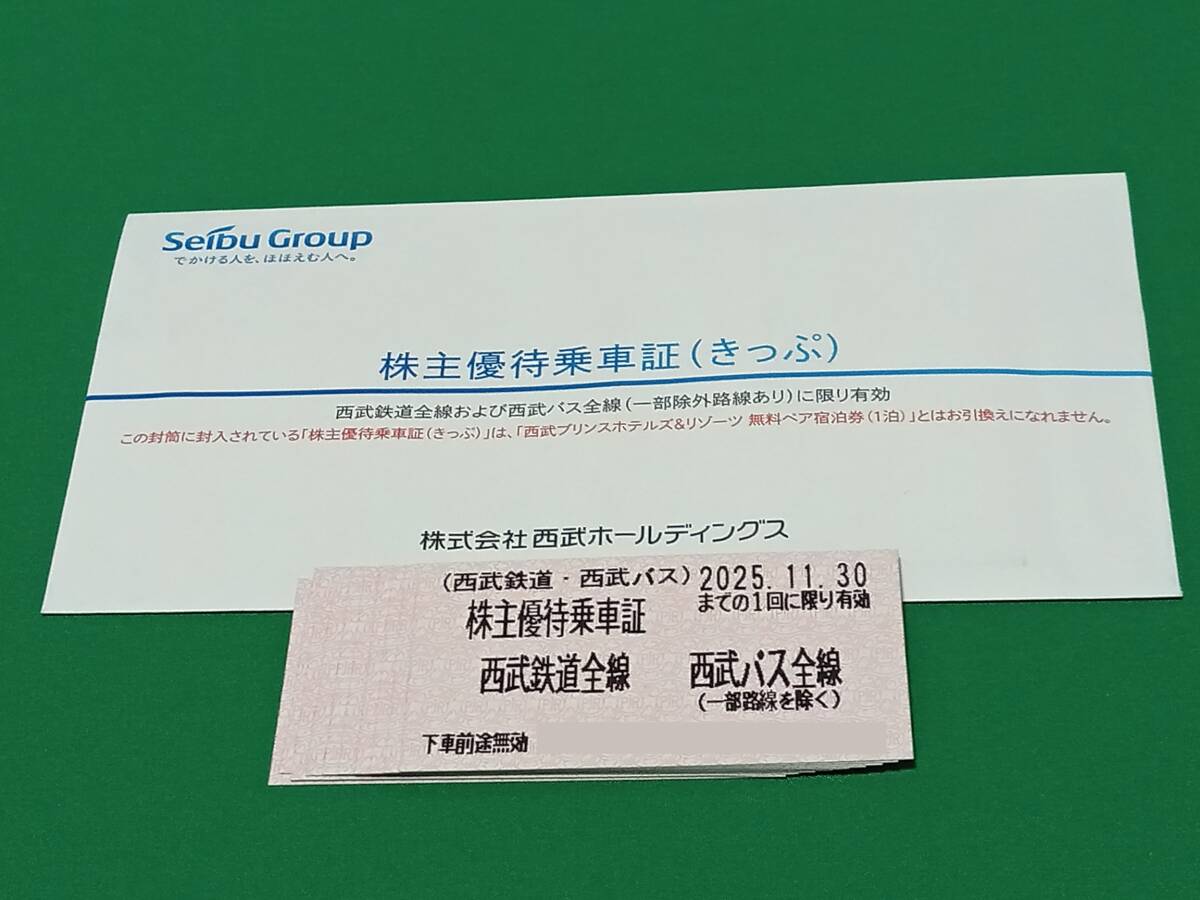 Seibu Group
でかける人を、ほほえむ人へ。
株主優待乗車証(きっぷ)
西武鉄道全線および西武バス全線(一部除外路線あり)に限り有効
この封筒に封入されている「株主優待乗車証(きっぷ)」は、「西武プリンスホテルズ&リゾーツ 無料ペア宿泊券(1泊)」とはお引換えになれません。
株式会社西武ホールディングス
(西武鉄道・西武バス) 2025.11.30
までの1回に限り有効
株主優待乗車証
西武鉄道全線 西武バス全線
(一部路線を除く)
下車前途無効